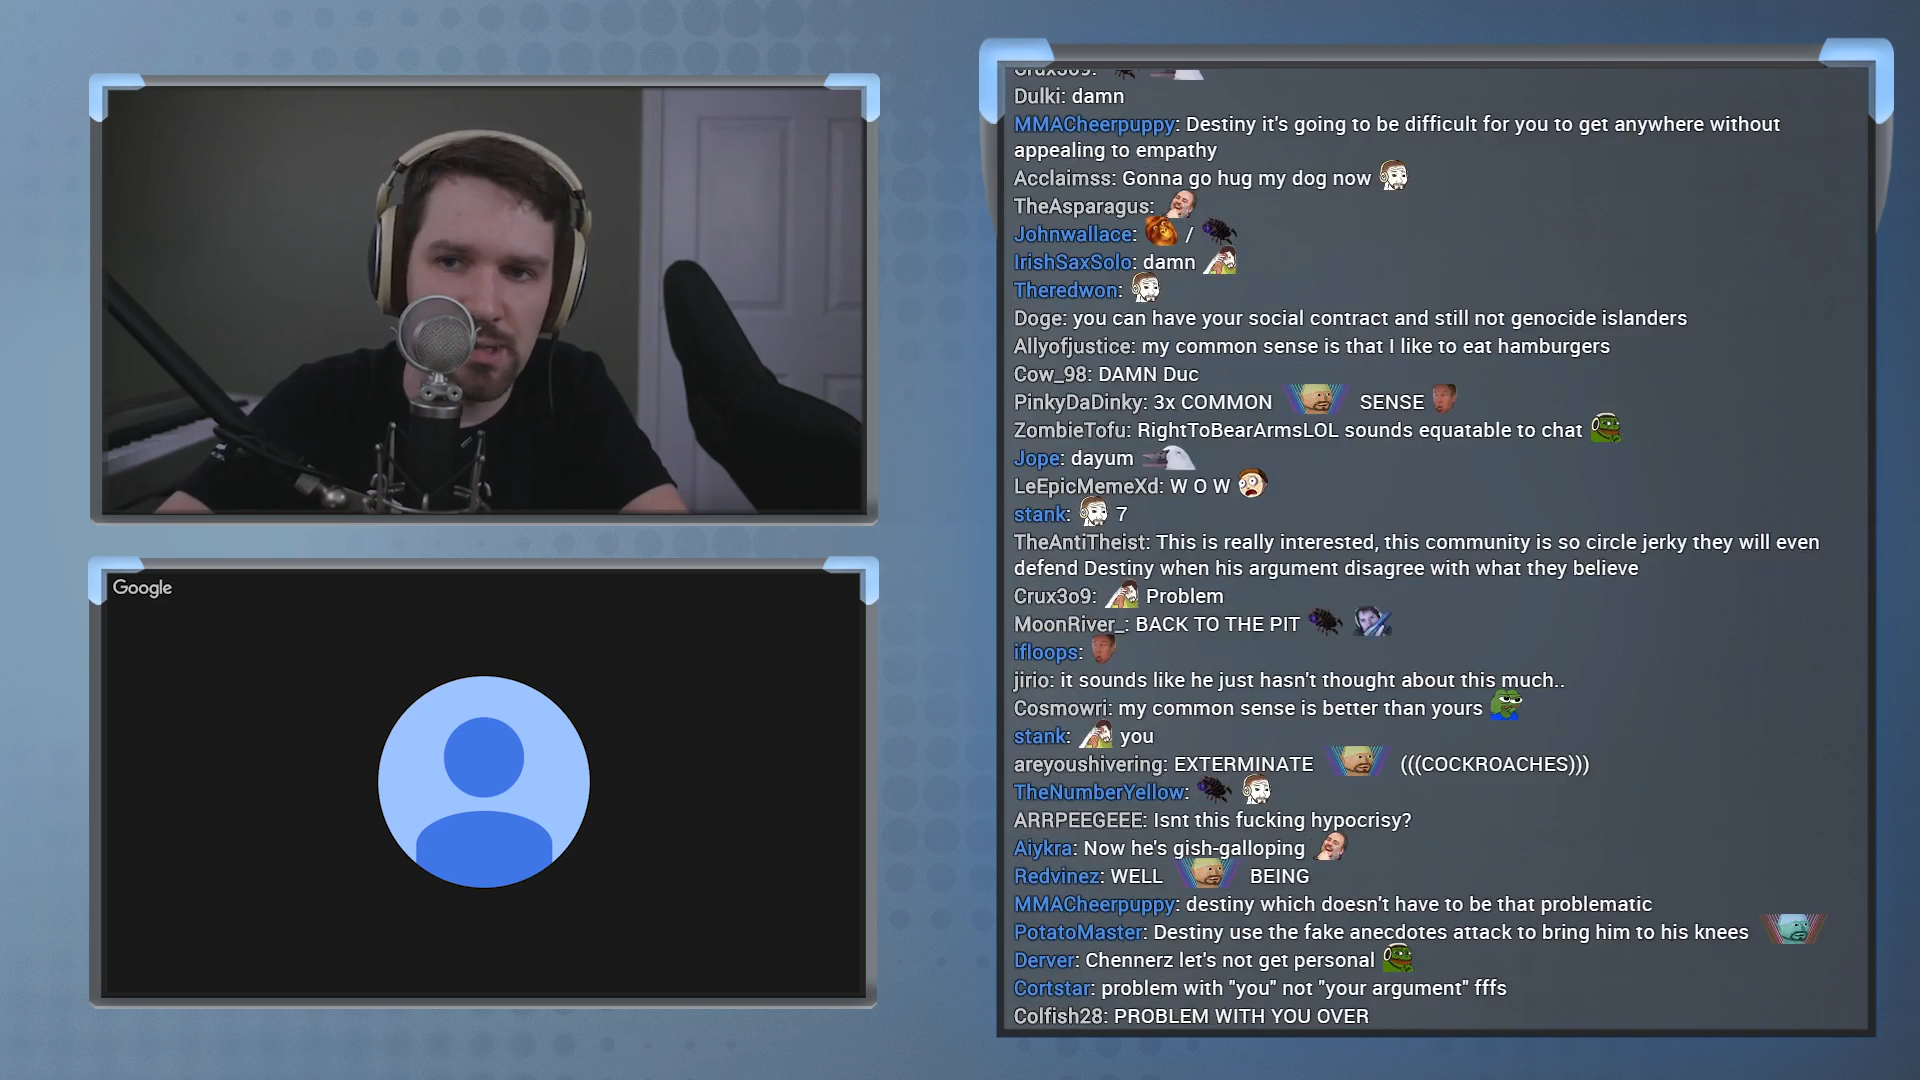 Google
Crux3o9:
Dulki: damn
MMACheerpuppy: Destiny it's going to be difficult for you to get anywhere without
appealing to empathy
Acclaimss: Gonna go hug my dog now
TheAsparagus:
Johnwallace: /
IrishSaxSolo: damn
Theredwon:
Doge: you can have your social contract and still not genocide islanders
Allyofjustice: my common sense is that I like to eat hamburgers
Cow_98: DAMN Duc
PinkyDaDinky: 3x COMMON SENSE
ZombieTofu: RightToBearArmsLOL sounds equatable to chat
Jope: dayum
LeEpicMemeXd: W O W
stank: 7
TheAntiTheist: This is really interested, this community is so circle jerky they will even
defend Destiny when his argument disagree with what they believe
Crux3o9: Problem
MoonRiver_: BACK TO THE PIT
ifloops:
jirio: it sounds like he just hasn't thought about this much..
Cosmowri: my common sense is better than yours
stank: you
areyoushivering: EXTERMINATE (((COCKROACHES)))
TheNumberYellow:
ARRPEEGEEE: Isnt this fucking hypocrisy?
Aiykra: Now he's gish-galloping
Redvinez: WELL BEING
MMACheerpuppy: destiny which doesn't have to be that problematic
PotatoMaster: Destiny use the fake anecdotes attack to bring him to his knees
Derver: Chennerz let's not get personal
Cortstar: problem with "you" not "your argument" fffs
Colfish28: PROBLEM WITH YOU OVER